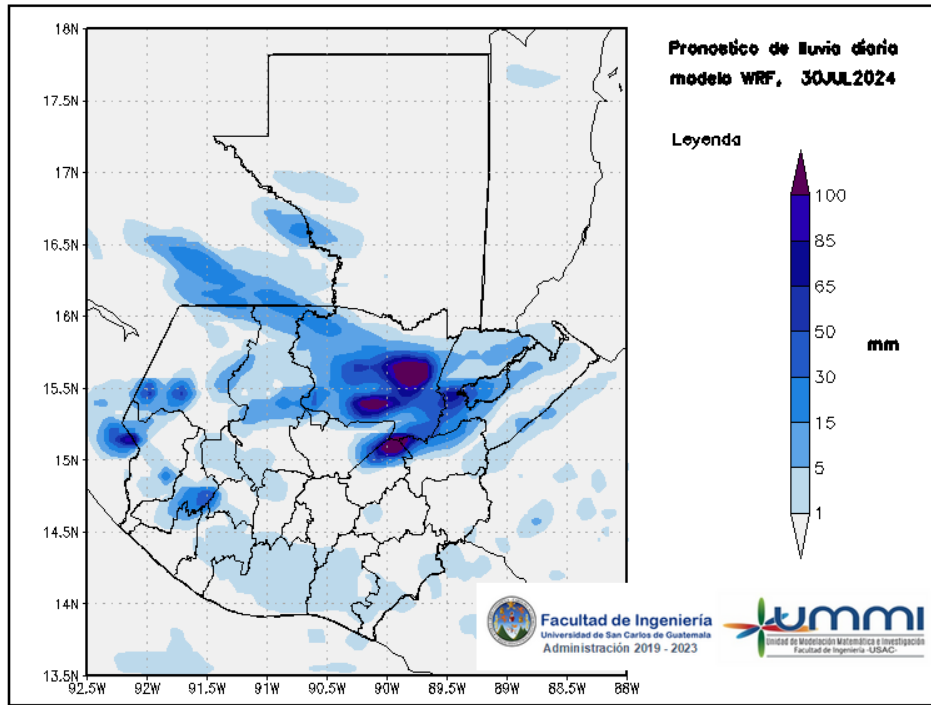 Pronostico de lluvia diaria
modelo WRF, 30JUL2024
Leyenda
100
85
65
50
30
15
5
1
mm
18N
17.5N
17N
16.5N
16N
15.5N
15N
14.5N
14N
13.5N
92.5W
92W
91.5W
91W
90.5W
90W
89.5W
89W
88.5W
88W
Facultad de Ingeniería
Universidad de San Carlos de Guatemala
Administración 2019 - 2023
ummi
Unidad de Modelación Matemática e Investigación
Facultad de Ingeniería -USAC-